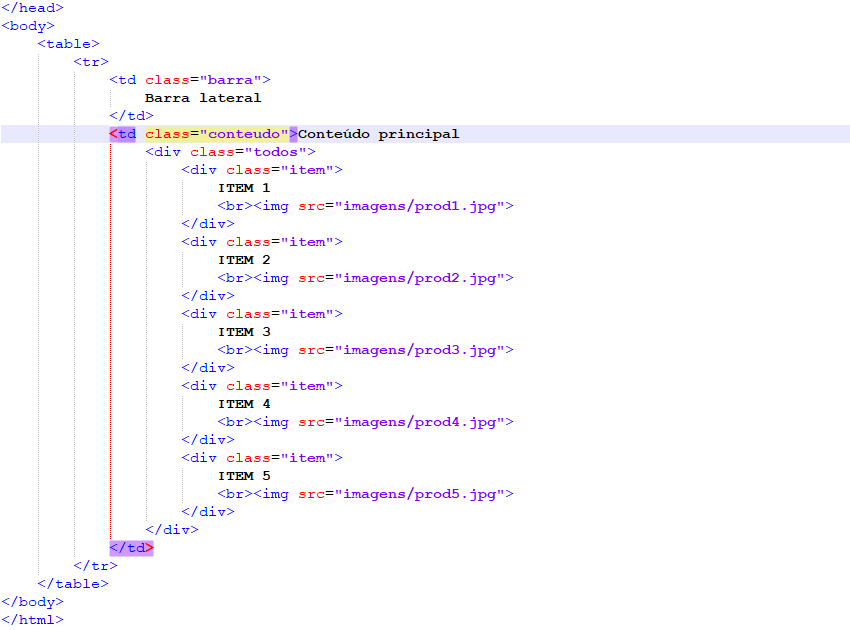 </head>
<body>
    <table>
        <tr>
            <td class="barra">
                Barra lateral
            </td>
            <td class="conteudo">Conteúdo principal
                <div class="todos">
                    <div class="item">
                        ITEM 1
                        <br><img src="imagens/prod1.jpg">
                    </div>
                    <div class="item">
                        ITEM 2
                        <br><img src="imagens/prod2.jpg">
                    </div>
                    <div class="item">
                        ITEM 3
                        <br><img src="imagens/prod3.jpg">
                    </div>
                    <div class="item">
                        ITEM 4
                        <br><img src="imagens/prod4.jpg">
                    </div>
                    <div class="item">
                        ITEM 5
                        <br><img src="imagens/prod5.jpg">
                    </div>
                </div>
            </td>
        </tr>
    </table>
</body>
</html>